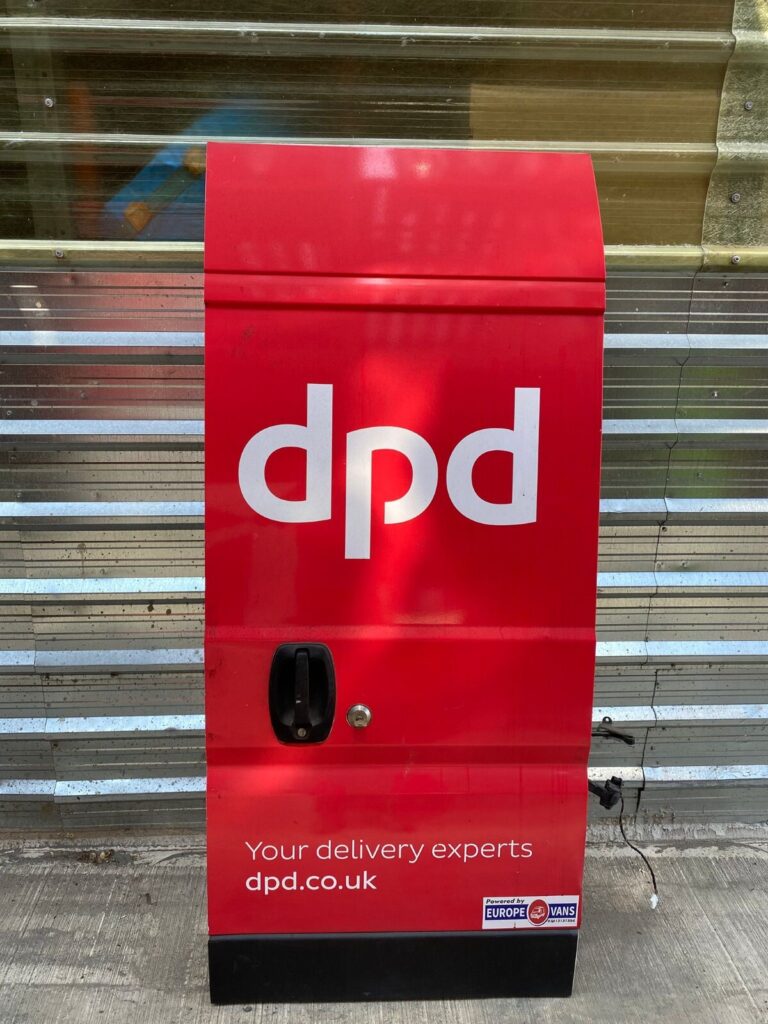 dpd
Your delivery experts
dpd.co.uk
Powered by
EUROPE VANS